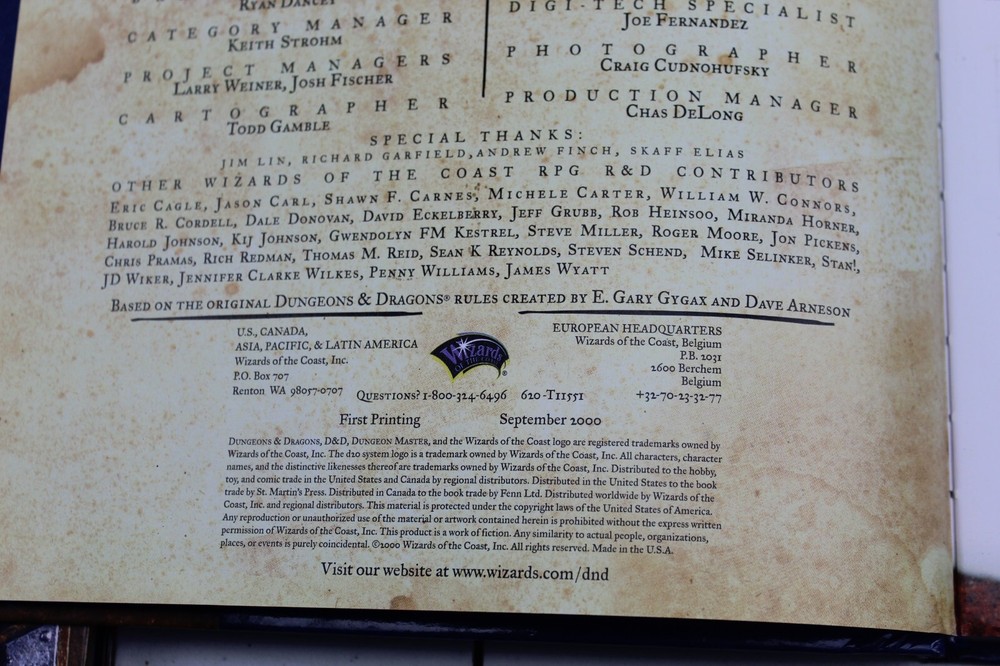 Ryan Dancey
CATEGORY MANAGER
Keith Strohm
PROJECT MANAGERS
Larry Weiner, Josh Fischer
CARTOGRAPHER
Todd Gamble
DIGI-TECH SPECIALIST
Joe Fernandez
PHOTOGRAPHER
Craig Cudnohufsky
PRODUCTION MANAGER
Chas DeLong
SPECIAL THANKS:
JIM LIN, RICHARD GARFIELD, ANDREW FINCH, SKAFF ELIAS
OTHER WIZARDS OF THE COAST RPG R&D CONTRIBUTORS
Eric Cagle, Jason Carl, Shawn F. Carnes, Michele Carter, William W. Connors,
Bruce R. Cordell, Dale Donovan, David Eckelberry, Jeff Grubb, Rob Heinsoo, Miranda Horner,
Harold Johnson, Kij Johnson, Gwendolyn FM Kestrel, Steve Miller, Roger Moore, Jon Pickens,
Chris Pramas, Rich Redman, Thomas M. Reid, Sean K Reynolds, Steven Schend, Mike Selinker, Stan!,
JD Wiker, Jennifer Clarke Wilkes, Penny Williams, James Wyatt
Based on the original Dungeons & Dragons® rules created by E. Gary Gygax and Dave Arneson
U.S., CANADA,
ASIA, PACIFIC, & LATIN AMERICA
Wizards of the Coast, Inc.
P.O. Box 707
Renton WA 98057-0707
Wizards
OF THE COAST
®
EUROPEAN HEADQUARTERS
Wizards of the Coast, Belgium
P.B. 2031
2600 Berchem
Belgium
+32-70-23-32-77
Questions? 1-800-324-6496 620-T11551
First Printing September 2000
Dungeons & Dragons, D&D, Dungeon Master, and the Wizards of the Coast logo are registered trademarks owned by
Wizards of the Coast, Inc. The d20 system logo is a trademark owned by Wizards of the Coast, Inc. All characters, character
names, and the distinctive likenesses thereof are trademarks owned by Wizards of the Coast, Inc. Distributed to the hobby,
toy, and comic trade in the United States and Canada by regional distributors. Distributed in the United States to the book
trade by St. Martin's Press. Distributed in Canada to the book trade by Fenn Ltd. Distributed worldwide by Wizards of the
Coast, Inc. and regional distributors. This material is protected under the copyright laws of the United States of America.
Any reproduction or unauthorized use of the material or artwork contained herein is prohibited without the express written
permission of Wizards of the Coast, Inc. This product is a work of fiction. Any similarity to actual people, organizations,
places, or events is purely coincidental. ©2000 Wizards of the Coast, Inc. All rights reserved. Made in the U.S.A.
Visit our website at www.wizards.com/dnd